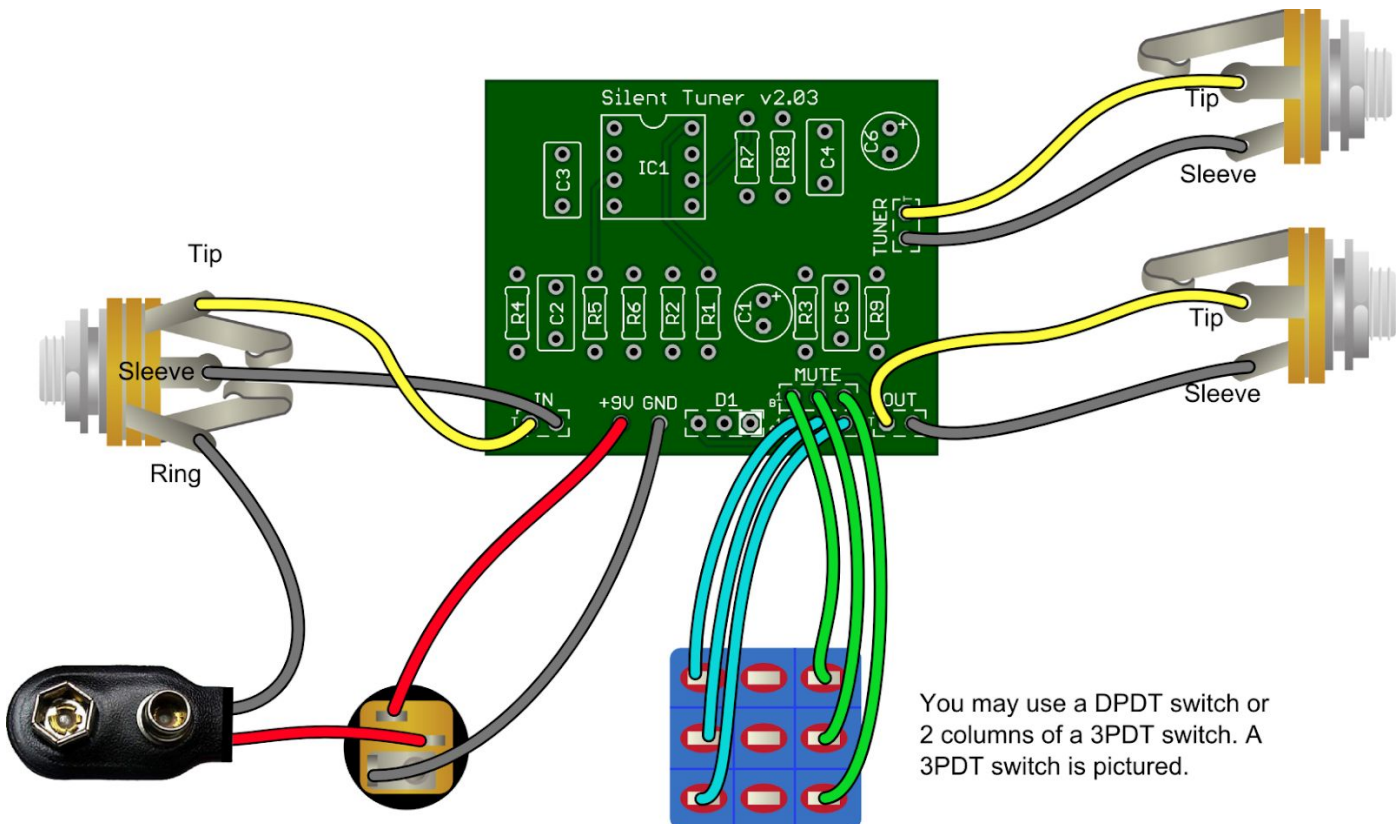 Silent Tuner v2.03
C3
IC1
R7
R8
C4
C6
+
TUNER
T
Tip
Sleeve
Tip
Sleeve
Tip
Sleeve
Ring
R4
C2
R5
R6
R2
R1
C1
+
R3
C5
R9
MUTE
IN
T
+9V GND
D1
B1
OUT
T
You may use a DPDT switch or
2 columns of a 3PDT switch. A
3PDT switch is pictured.